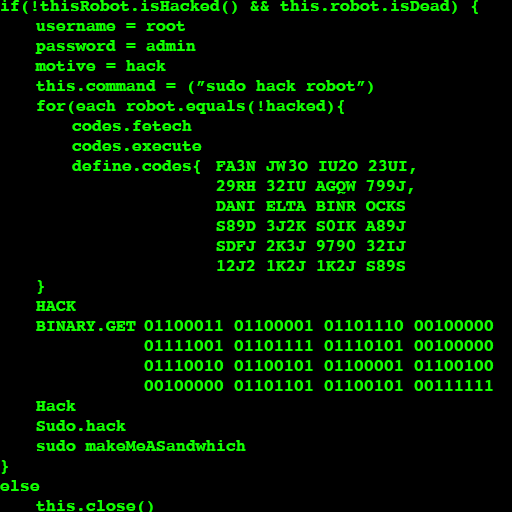 if(!thisRobot.isHacked() && this.robot.isDead) {
username = root
password = admin
motive = hack
this.command = (”sudo hack robot”)
for(each robot.equals(!hacked){
codes.fetech
codes.execute
define.codes{ FA3N JW3O IU2O 23UI,
29RH 32IU AGQW 799J,
DANI ELTA BINR OCKS
S89D 3J2K S0IK A89J
SDFJ 2K3J 9790 32IJ
12J2 1K2J 1K2J S89S
}
HACK
BINARY.GET 01100011 01100001 01101110 00100000
01111001 01101111 01110101 00100000
01110010 01100101 01100001 01100100
00100000 01101101 01100101 00111111
Hack
Sudo.hack
sudo makeMeASandwhich
}
else
this.close()